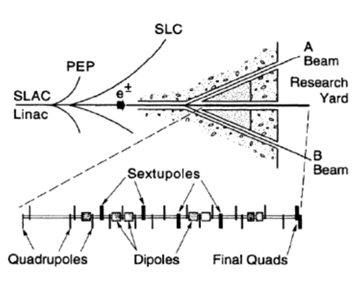 SLC
PEP
SLAC
Linac
e±
A
Beam
Research
Yard
B
Beam
Sextupoles
Quadrupoles
Dipoles
Final Quads